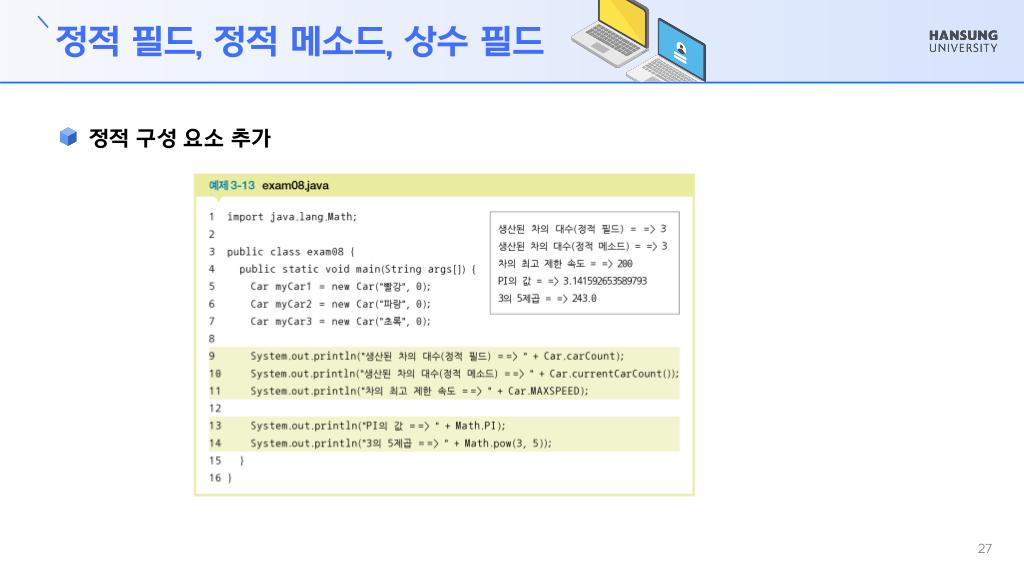 정적 필드, 정적 메소드, 상수 필드
HANSUNG
UNIVERSITY
정적 구성 요소 추가
예제 3-13 exam08.java
1 import java.lang.Math;
2
3 public class exam08 {
4 public static void main(String args[]) {
5 Car myCar1 = new Car("빨강", 0);
6 Car myCar2 = new Car("파랑", 0);
7 Car myCar3 = new Car("초록", 0);
8
9 System.out.println("생산된 차의 대수(정적 필드) ==> " + Car.carCount);
10 System.out.println("생산된 차의 대수(정적 메소드) ==> " + Car.currentCarCount());
11 System.out.println("차의 최고 제한 속도 ==> " + Car.MAXSPEED);
12
13 System.out.println("PI의 값 ==> " + Math.PI);
14 System.out.println("3의 5제곱 ==> " + Math.pow(3, 5));
15 }
16 }
생산된 차의 대수(정적 필드) = => 3
생산된 차의 대수(정적 메소드) = => 3
차의 최고 제한 속도 = => 200
PI의 값 = => 3.141592653589793
3의 5제곱 = => 243.0
27